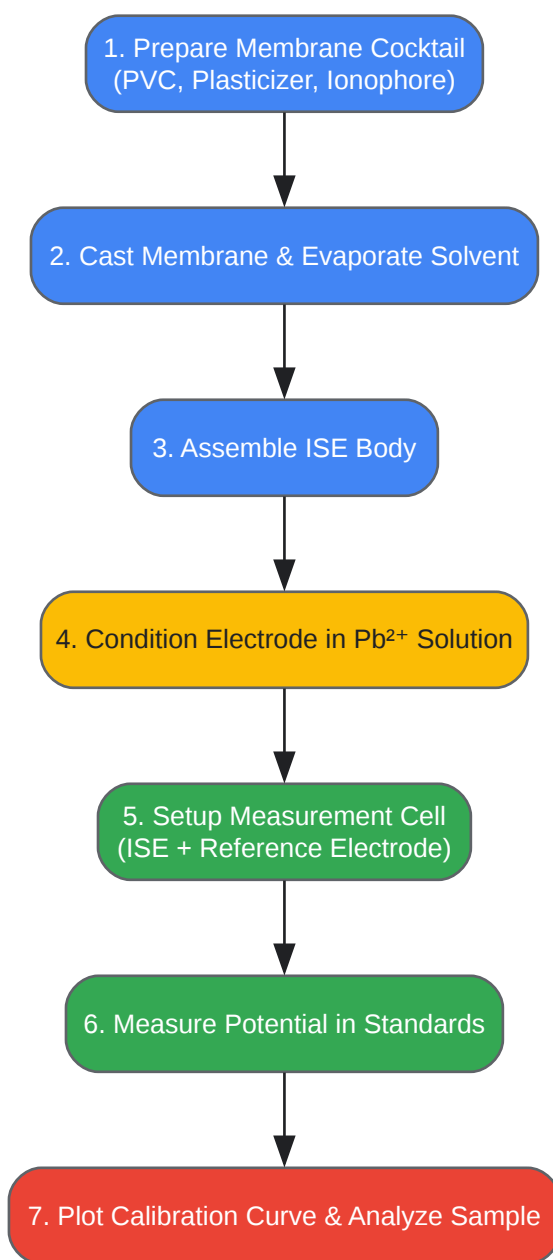 1. Prepare Membrane Cocktail
(PVC, Plasticizer, Ionophore)
2. Cast Membrane & Evaporate Solvent
3. Assemble ISE Body
4. Condition Electrode in Pb²⁺ Solution
5. Setup Measurement Cell
(ISE + Reference Electrode)
6. Measure Potential in Standards
7. Plot Calibration Curve & Analyze Sample